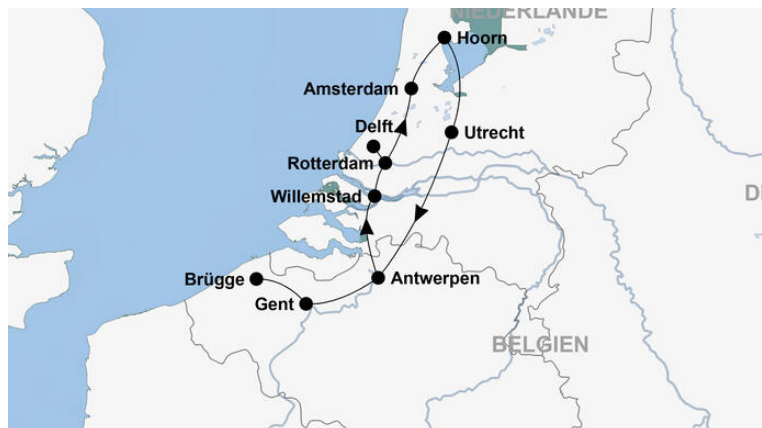 NIEDERLANDE
Hoorn
Amsterdam
Delft
Utrecht
Rotterdam
Willemstad
Brügge
Antwerpen
Gent
BELGIEN